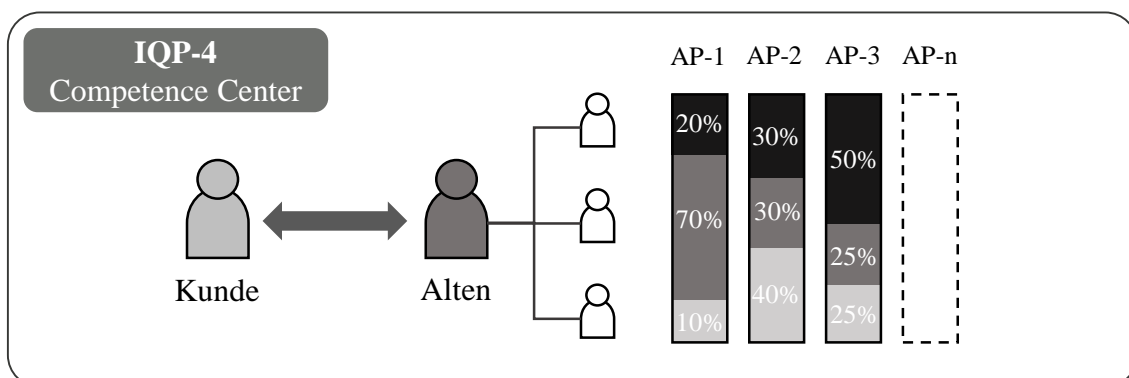 IQP-4
Competence Center
AP-1 AP-2 AP-3 AP-n
20% 30% 50%
70% 30% 25%
10% 40% 25%
Kunde Alten